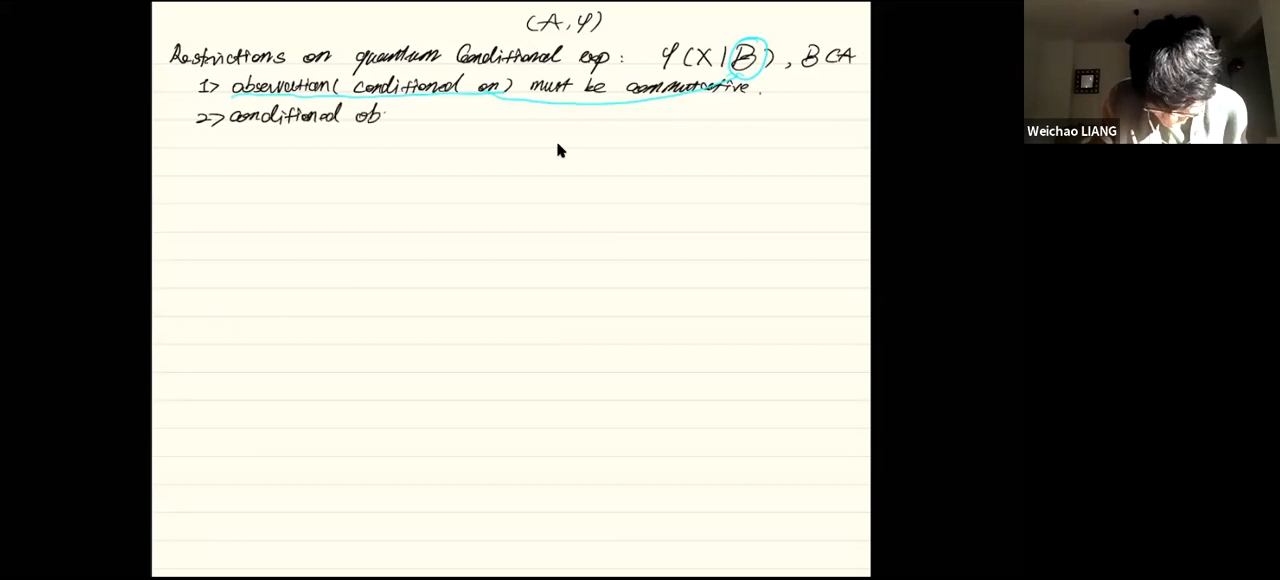 (A, φ)
Restrictions on quantum Conditional exp: φ(X|B), B⊂A
1> observation( conditional on) must be commutative.
2> conditional ob
Weichao LIANG